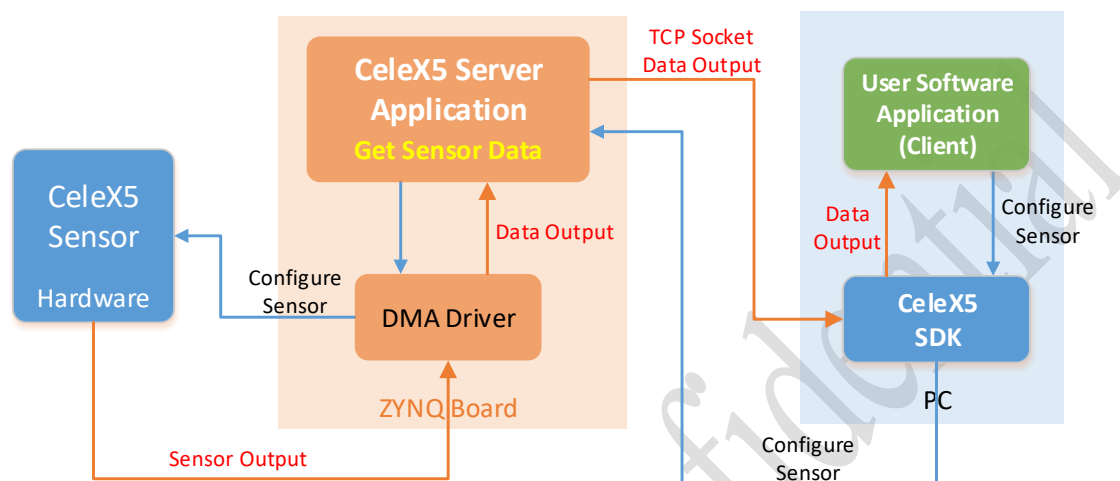 CeleX5
Sensor
Hardware
CeleX5 Server
Application
Get Sensor Data
Data Output
Configure
Sensor
DMA Driver
ZYNQ Board
Sensor Output
TCP Socket
Data Output
User Software
Application
(Client)
Data
Output
Configure
Sensor
CeleX5
SDK
PC
Configure
Sensor
fidential